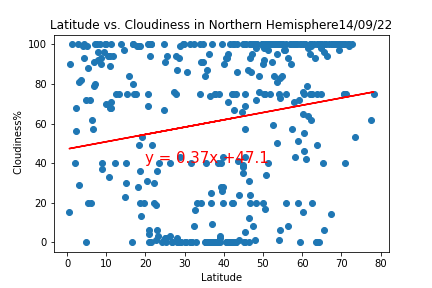 Latitude vs. Cloudiness in Northern Hemisphere14/09/22
Cloudiness%
100
80
60
40
20
0
y = 0.37x +47.1
0 10 20 30 40 50 60 70 80
Latitude